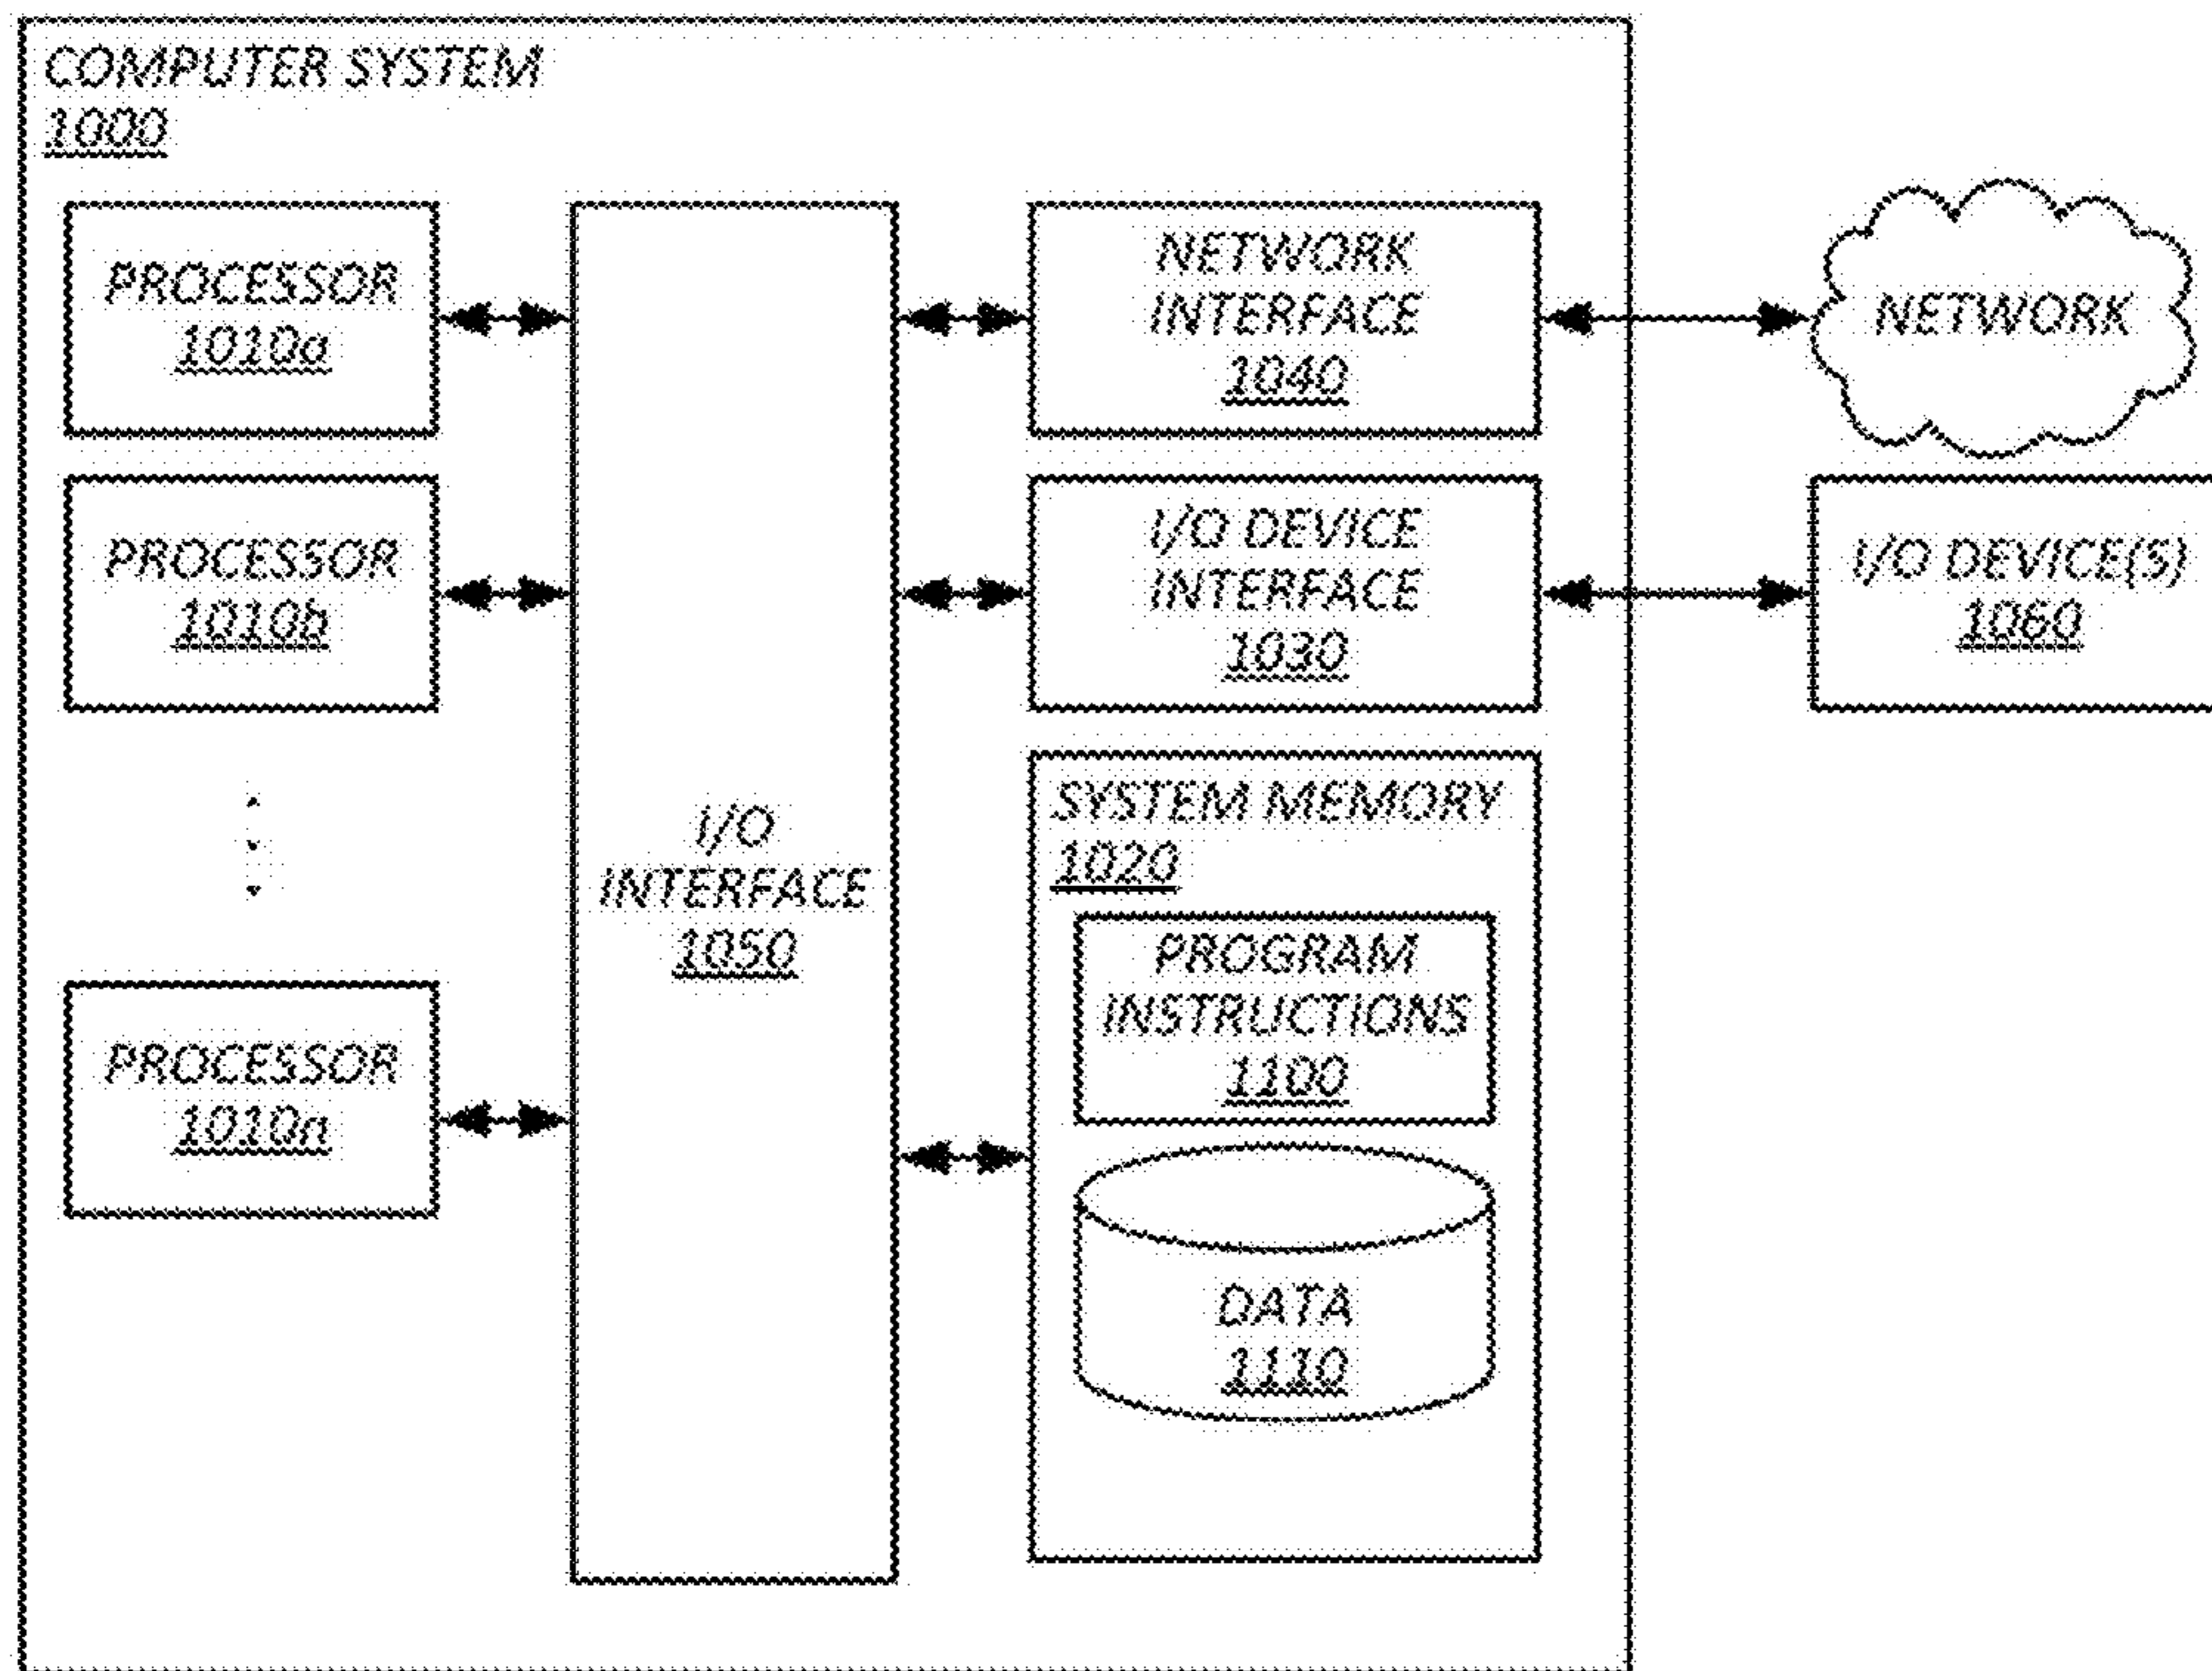 COMPUTER SYSTEM
1000
PROCESSOR
1010a
PROCESSOR
1010b
PROCESSOR
1010n
I/O
INTERFACE
1050
NETWORK
INTERFACE
1040
I/O DEVICE
INTERFACE
1030
SYSTEM MEMORY
1020
PROGRAM
INSTRUCTIONS
1100
DATA
1110
NETWORK
I/O DEVICE(S)
1060